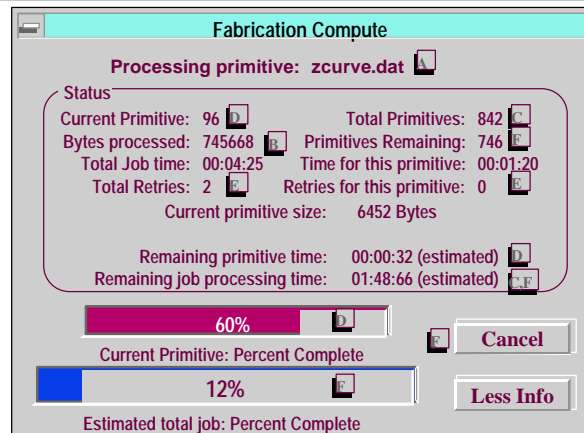 Fabrication Compute
Processing primitive: zcurve.dat A
Status
Current Primitive: 96 D Total Primitives: 842 C
Bytes processed: 745668 B Primitives Remaining: 746 F
Total Job time: 00:04:25 Time for this primitive: 00:01:20
Total Retries: 2 E Retries for this primitive: 0 E
Current primitive size: 6452 Bytes
Remaining primitive time: 00:00:32 (estimated) D
Remaining job processing time: 01:48:66 (estimated) C,F
60% D
Current Primitive: Percent Complete
F Cancel
12% F
Less Info
Estimated total job: Percent Complete